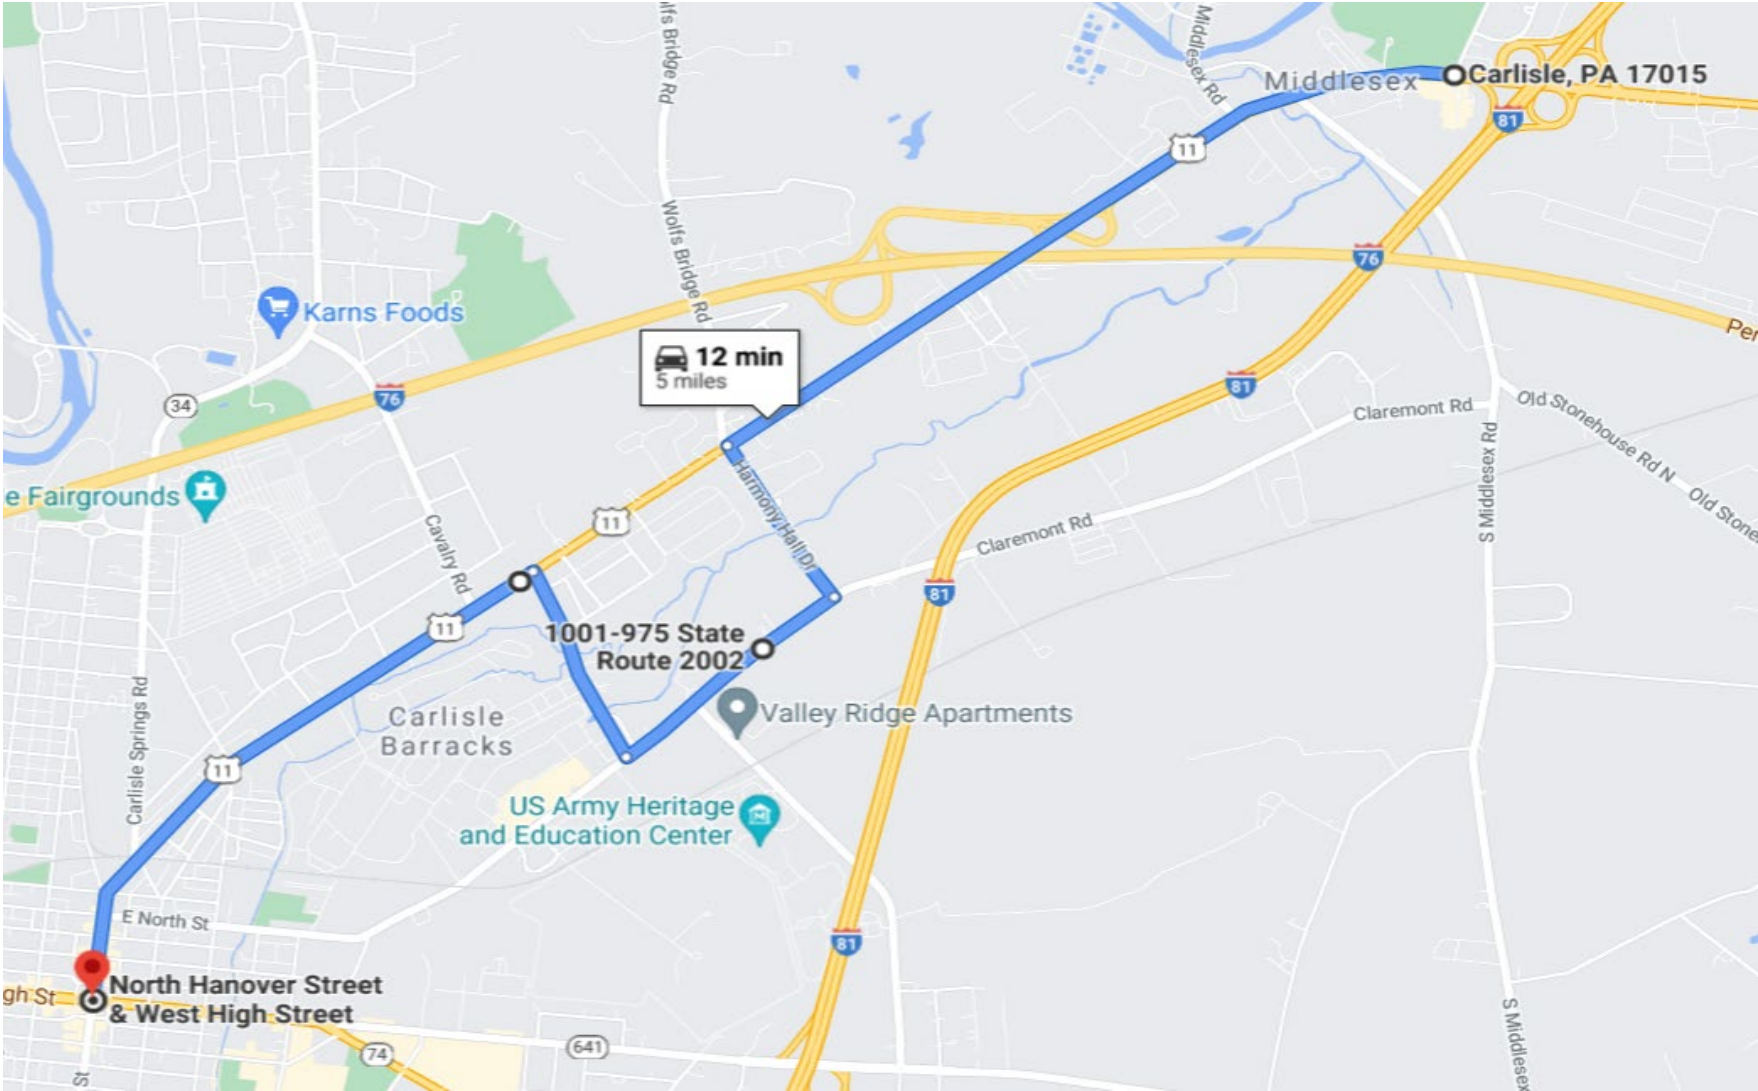 lfs Bridge Rd
Middlesex Rd
Middlesex
Carlisle, PA 17015
81
11
Wolfs Bridge Rd
76
Karns Foods
12 min
5 miles
Per
34
76
81
Claremont Rd
Old Stonehouse Rd N
Old Stone
S Middlesex Rd
e Fairgrounds
Harmony Hall Dr
11
Cavalry Rd
Claremont Rd
81
11
1001-975 State
Route 2002
Carlisle Springs Rd
Carlisle
Barracks
Valley Ridge Apartments
11
US Army Heritage
and Education Center
E North St
81
North Hanover Street
& West High Street
gh St
74
641
S Middlesex
St